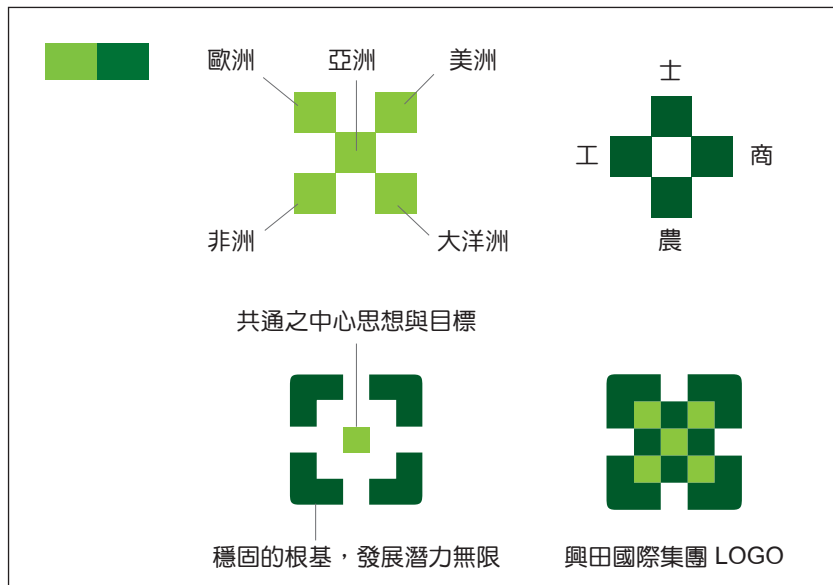 歐洲
亞洲
美洲
非洲
大洋洲
士
工
商
農
共通之中心思想與目標
穩固的根基，發展潛力無限
興田國際集團 LOGO